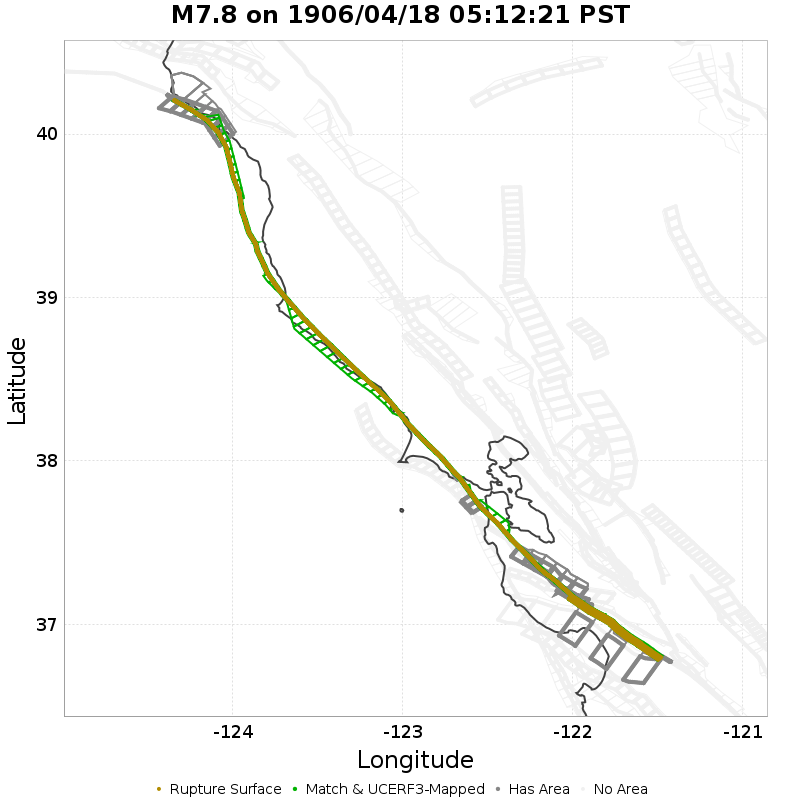 M7.8 on 1906/04/18 05:12:21 PST
40
39
38
37
Latitude
-124
-123
-122
-121
Longitude
Rupture Surface
Match & UCERF3-Mapped
Has Area
No Area